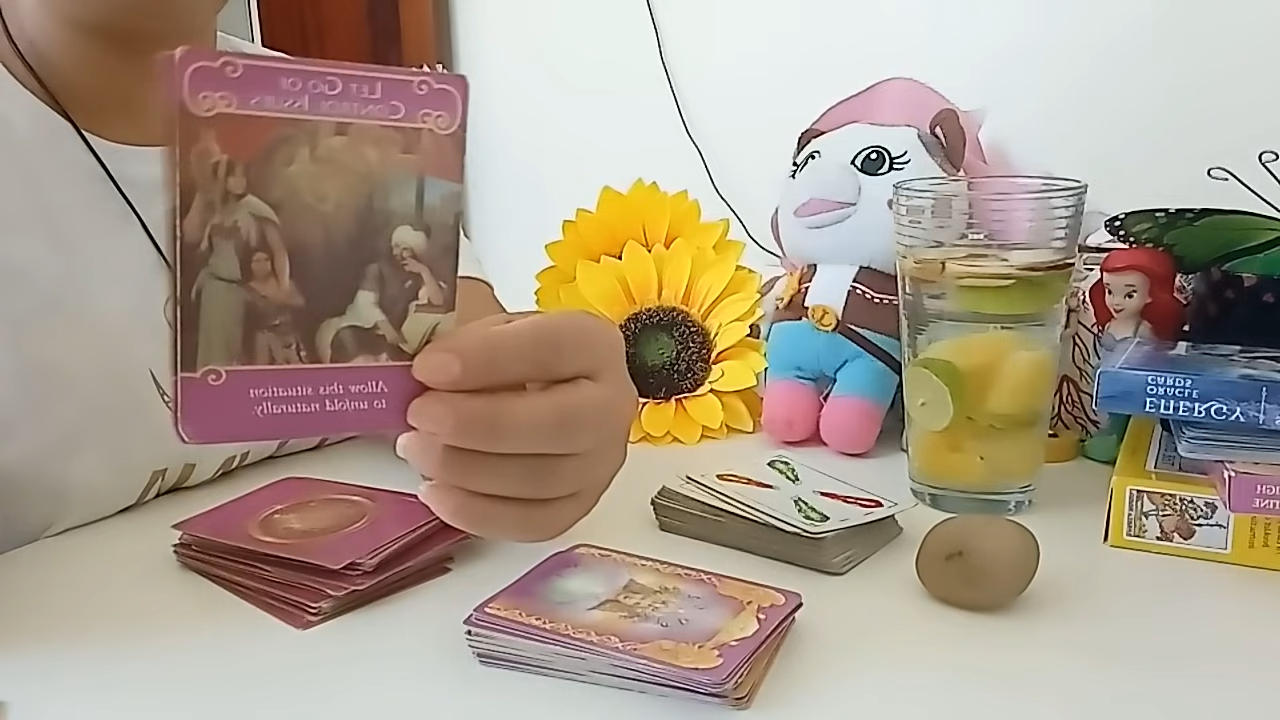 LET GO OF
CONTROL ISSUES
Allow this situation
to unfold naturally.
ENERGY
ORACLE
CARDS